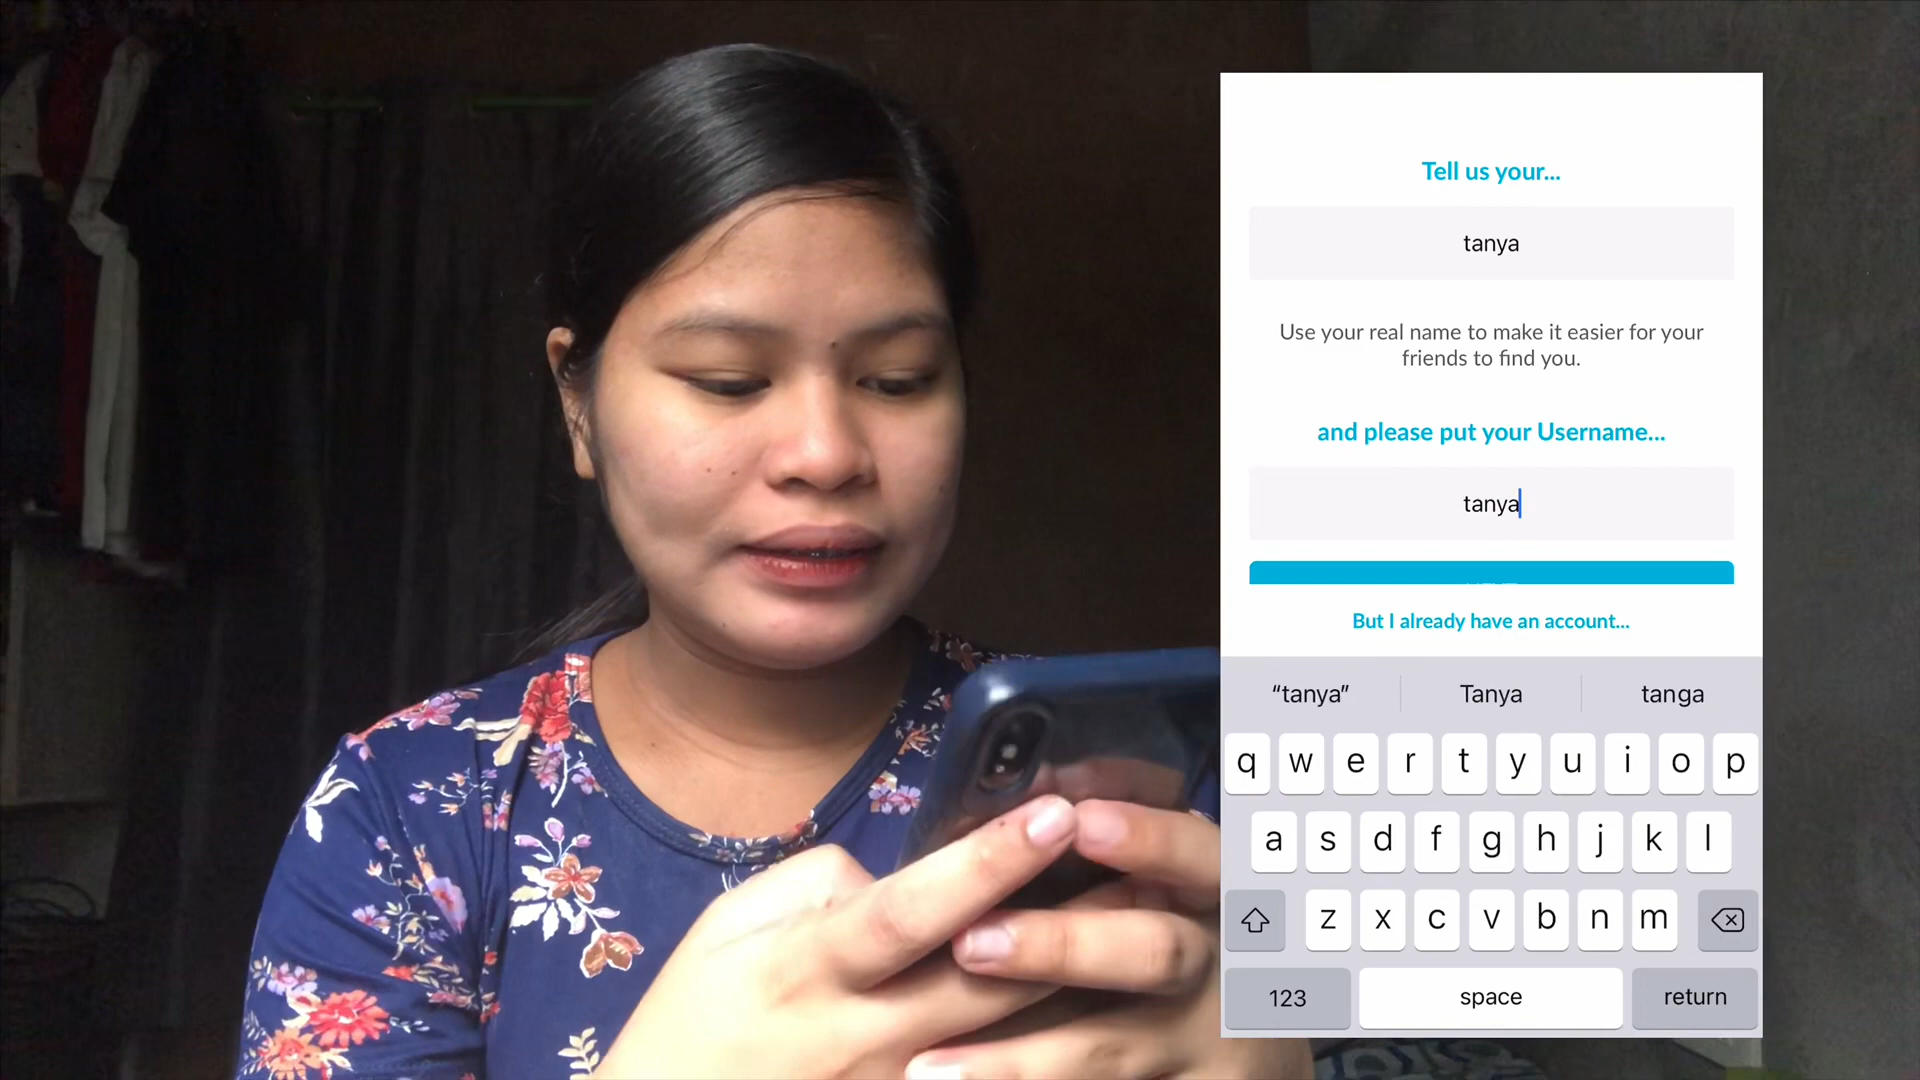 Tell us your...
tanya
Use your real name to make it easier for your
friends to find you.
and please put your Username...
tanya
But I already have an account...
“tanya” Tanya tanga
q w e r t y u i o p
a s d f g h j k l
z x c v b n m
123 space return